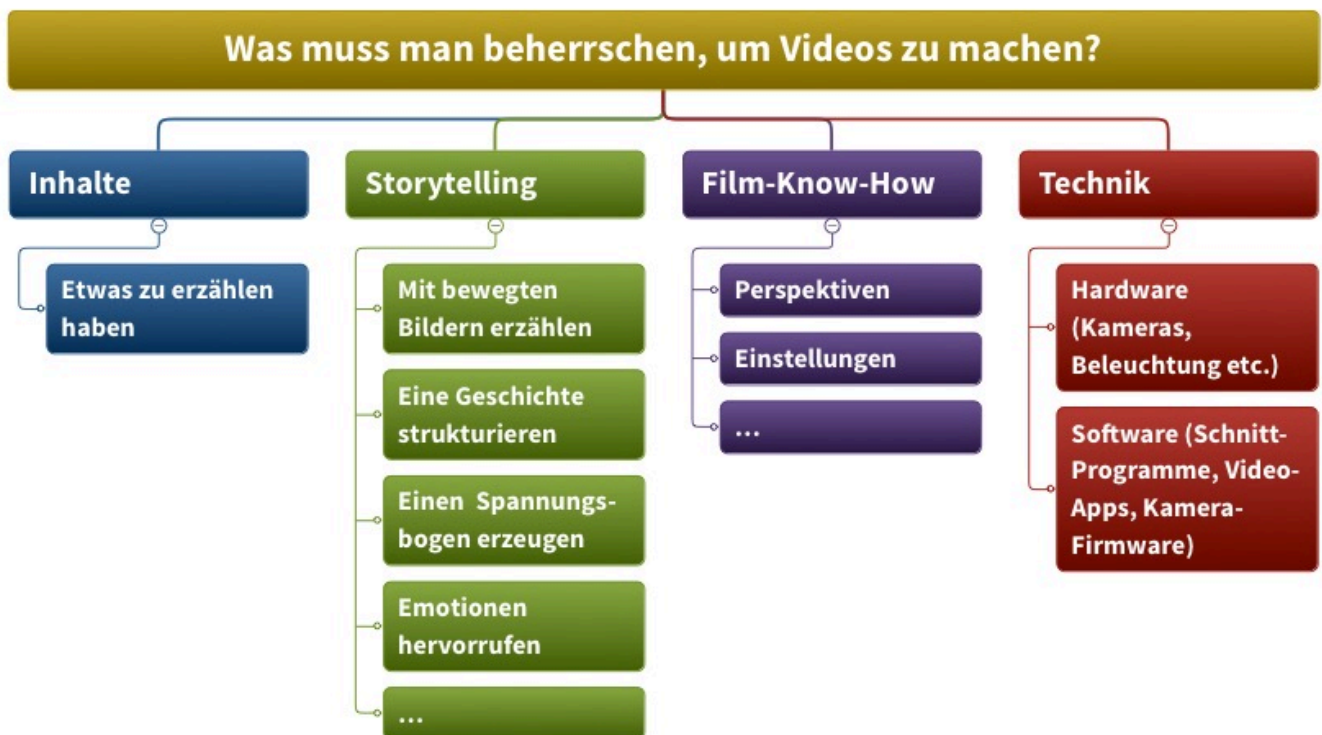 Was muss man beherrschen, um Videos zu machen?
Inhalte
Etwas zu erzählen
haben
Storytelling
Mit bewegten
Bildern erzählen
Eine Geschichte
strukturieren
Einen Spannungs-
bogen erzeugen
Emotionen
hervorrufen
...
Film-Know-How
Perspektiven
Einstellungen
...
Technik
Hardware
(Kameras,
Beleuchtung etc.)
Software (Schnitt-
Programme, Video-
Apps, Kamera-
Firmware)